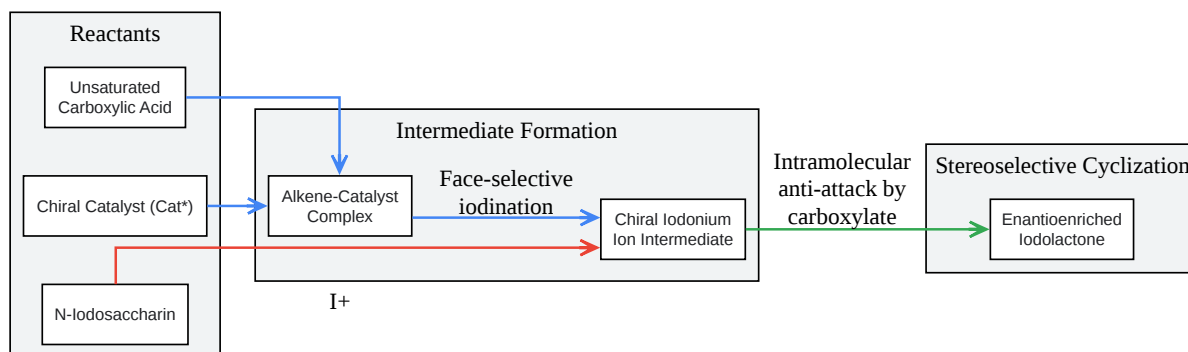 Reactants
Unsaturated
Carboxylic Acid
Chiral Catalyst (Cat*)
N-Iodosaccharin
Intermediate Formation
Alkene-Catalyst
Complex
Face-selective
iodination
Chiral Iodonium
Ion Intermediate
I+
Intramolecular
anti-attack by
carboxylate
Stereoselective Cyclization
Enantioenriched
Iodolactone